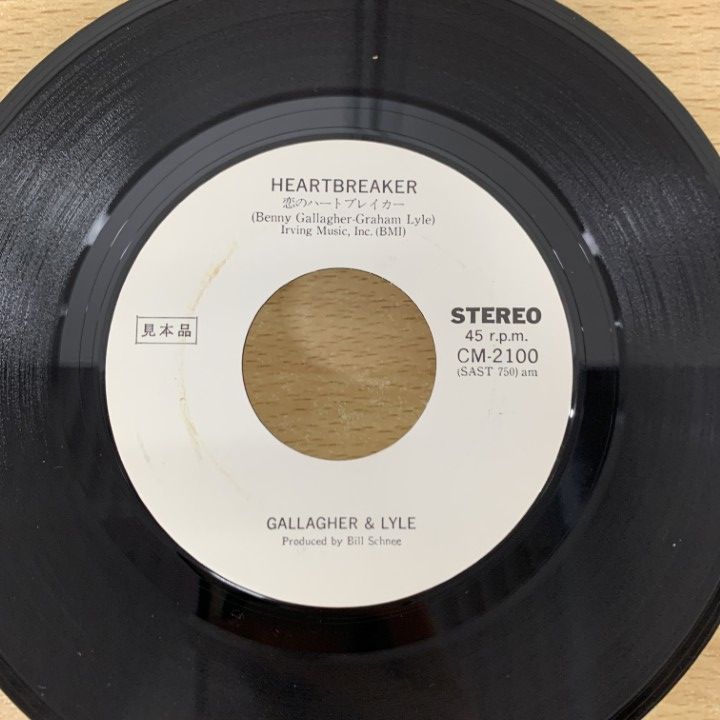 HEARTBREAKER
恋のハートブレイカー
(Benny Gallagher-Graham Lyle)
Irving Music, Inc. (BMI)
見本品
STEREO
45 r.p.m.
CM-2100
(SAST 750) am
GALLAGHER & LYLE
Produced by Bill Schnee